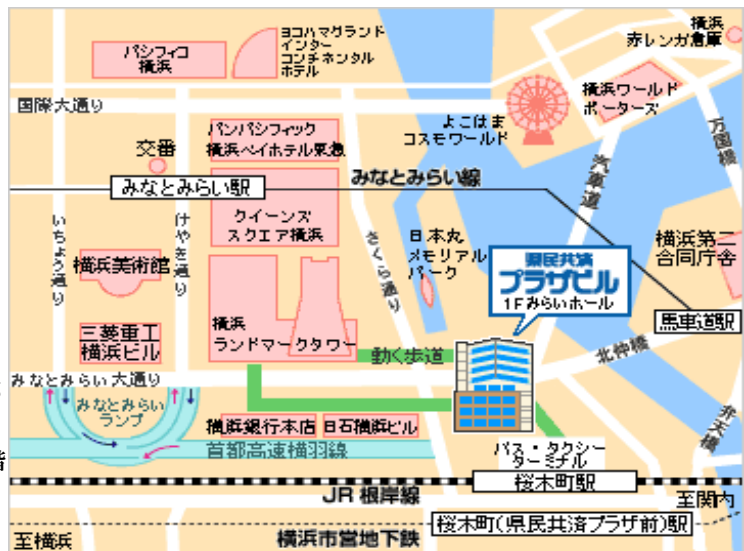 パシフィコ
横浜
ヨコハマグランド
インター
コンチネンタル
ホテル
横浜
赤レンガ倉庫
国際大通り
横浜ワールド
ポーターズ
よこはま
コスモワールド
万国橋
パンパシフィック
横浜ベイホテル東急
交番
みなとみらい駅
みなとみらい線
汽車道
いちょう通り
けやき通り
クイーンズ
スクエア横浜
さくら通り
日本丸
メモリアル
パーク
横浜第二
合同庁舎
県民共済
プラザビル
1Fみらいホール
横浜美術館
馬車道駅
三菱重工
横浜ビル
横浜
ランドマークタワー
動く歩道
北仲橋
みなとみらい大通り
みなとみらい
ランプ
弁天橋
横浜銀行本店
日石横浜ビル
首都高速横羽線
バス・タクシー
ターミナル
階
桜木町駅
JR根岸線
至関内
桜木町(県民共済プラザ前)駅
至横浜
横浜市営地下鉄